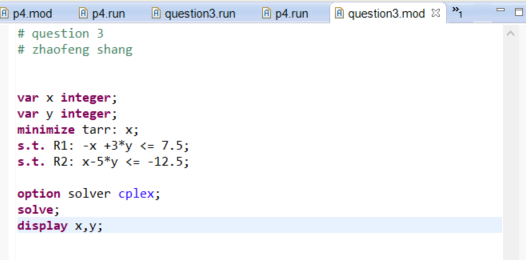 p4.mod p4.run question3.run p4.run question3.mod »1
# question 3
# zhaofeng shang
var x integer;
var y integer;
minimize tarr: x;
s.t. R1: -x +3*y <= 7.5;
s.t. R2: x-5*y <= -12.5;
option solver cplex;
solve;
display x,y;